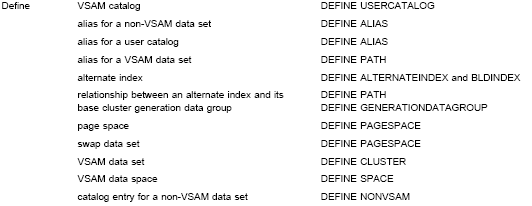 Define VSAM catalog DEFINE USERCATALOG
alias for a non-VSAM data set DEFINE ALIAS
alias for a user catalog DEFINE ALIAS
alias for a VSAM data set DEFINE PATH
alternate index DEFINE ALTERNATEINDEX and BLDINDEX
relationship between an alternate index and its DEFINE PATH
base cluster generation data group DEFINE GENERATIONDATAGROUP
page space DEFINE PAGESPACE
swap data set DEFINE PAGESPACE
VSAM data set DEFINE CLUSTER
VSAM data space DEFINE SPACE
catalog entry for a non-VSAM data set DEFINE NONVSAM